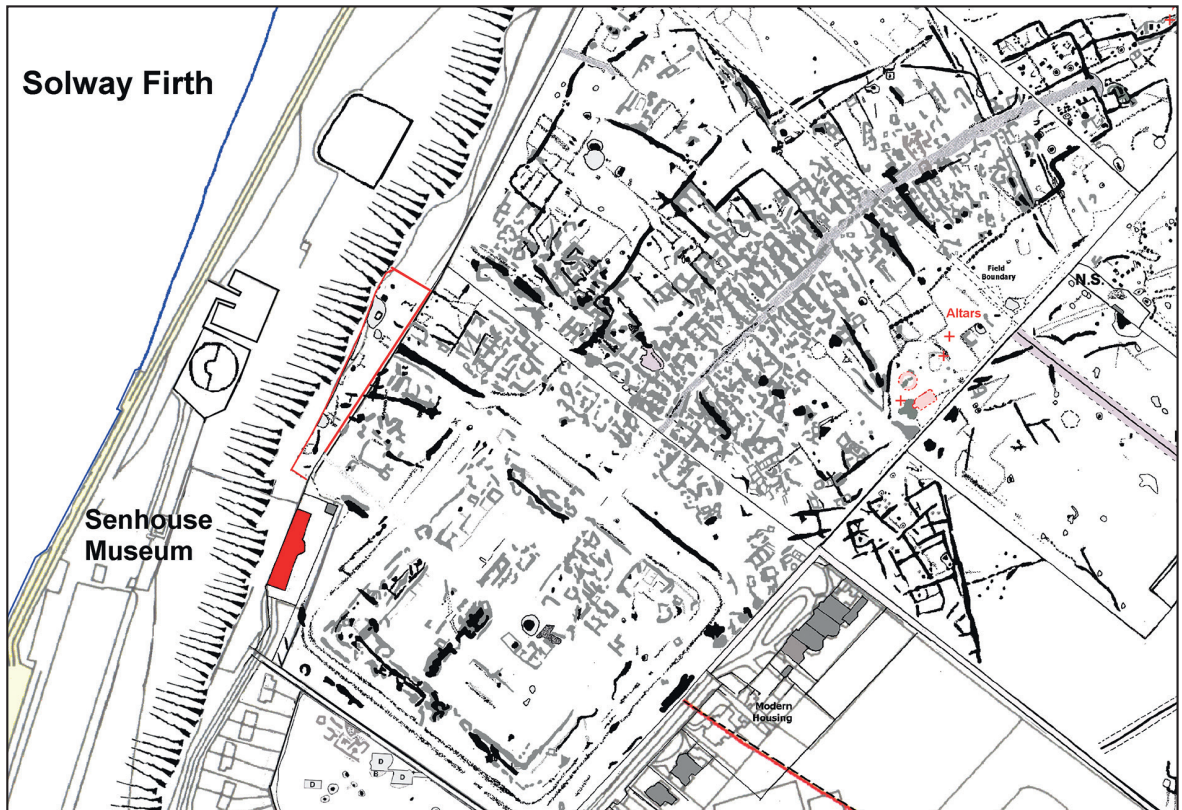 Solway Firth
Field
Boundary
N.S.
Altars
Senhouse
Museum
Modern
Housing
D
D
B
D